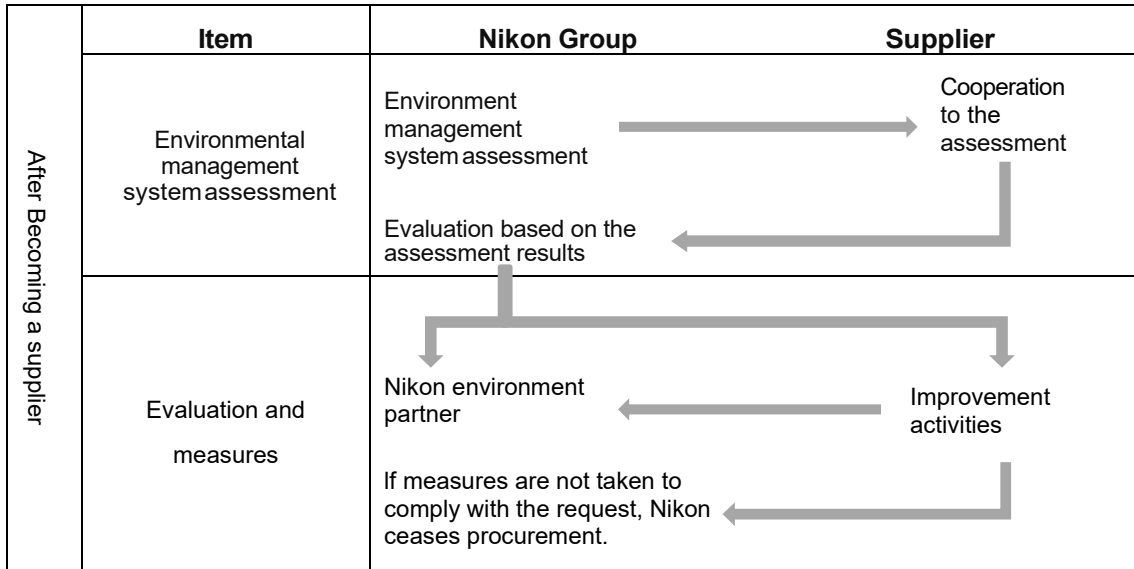 Item
Nikon Group
Supplier
After Becoming a supplier
Environmental
management
system assessment
Environment
management
system assessment
Cooperation
to the
assessment
Evaluation based on the
assessment results
Evaluation and
measures
Nikon environment
partner
Improvement
activities
If measures are not taken to
comply with the request, Nikon
ceases procurement.